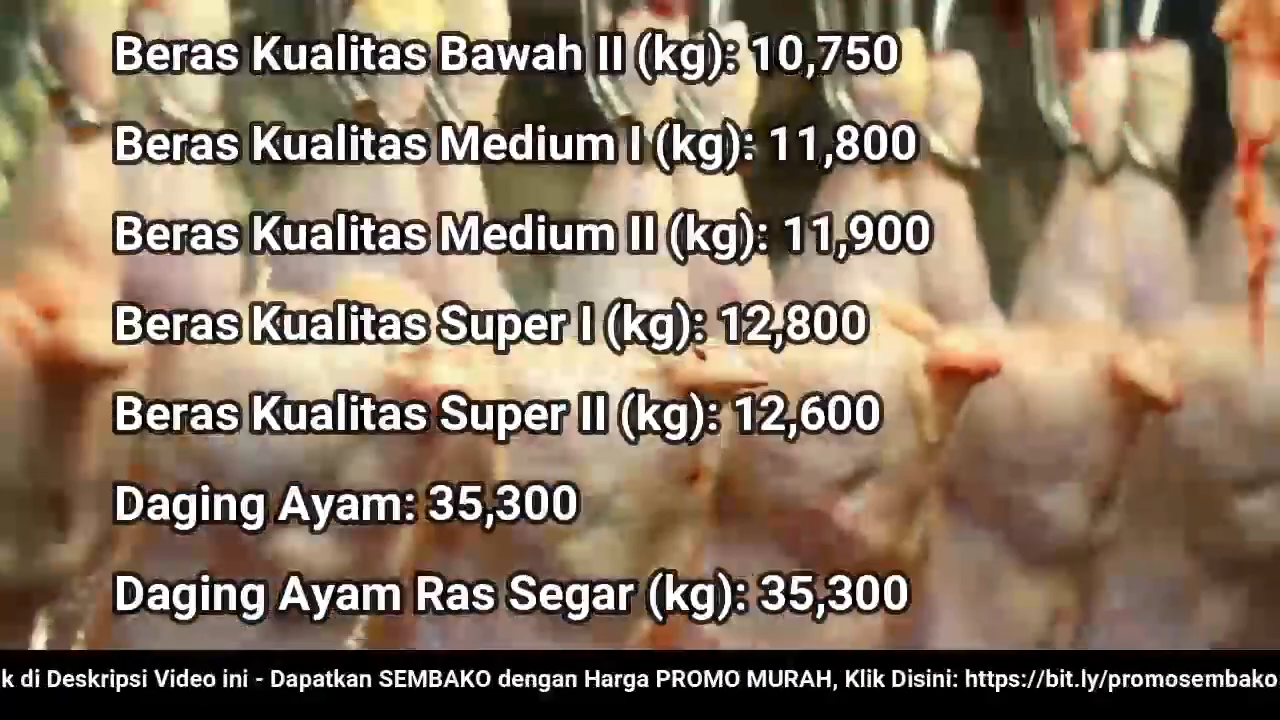 Beras Kualitas Bawah II (kg): 10,750
Beras Kualitas Medium I (kg): 11,800
Beras Kualitas Medium II (kg): 11,900
Beras Kualitas Super I (kg): 12,800
Beras Kualitas Super II (kg): 12,600
Daging Ayam: 35,300
Daging Ayam Ras Segar (kg): 35,300
k di Deskripsi Video ini - Dapatkan SEMBAKO dengan Harga PROMO MURAH, Klik Disini: https://bit.ly/promosembako